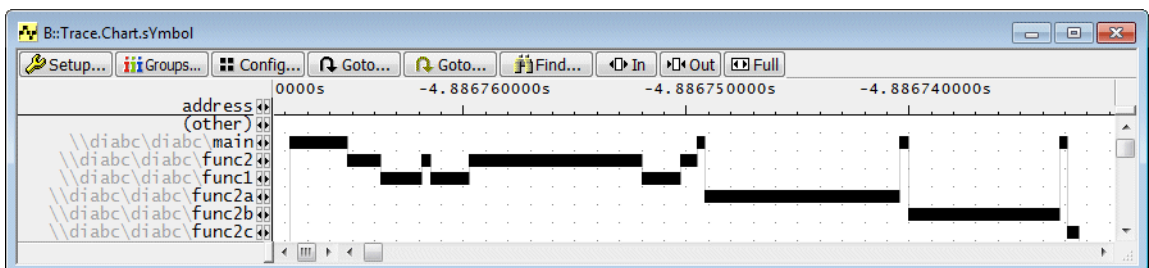 B::Trace.Chart.sYmbol
Setup... Groups... Config... Goto... Goto... Find... In Out Full
0000s -4.886760000s -4.886750000s -4.886740000s
address
(other)
\\diabc\diabc\main
\\diabc\diabc\func2
\\diabc\diabc\func1
\\diabc\diabc\func2a
\\diabc\diabc\func2b
\\diabc\diabc\func2c